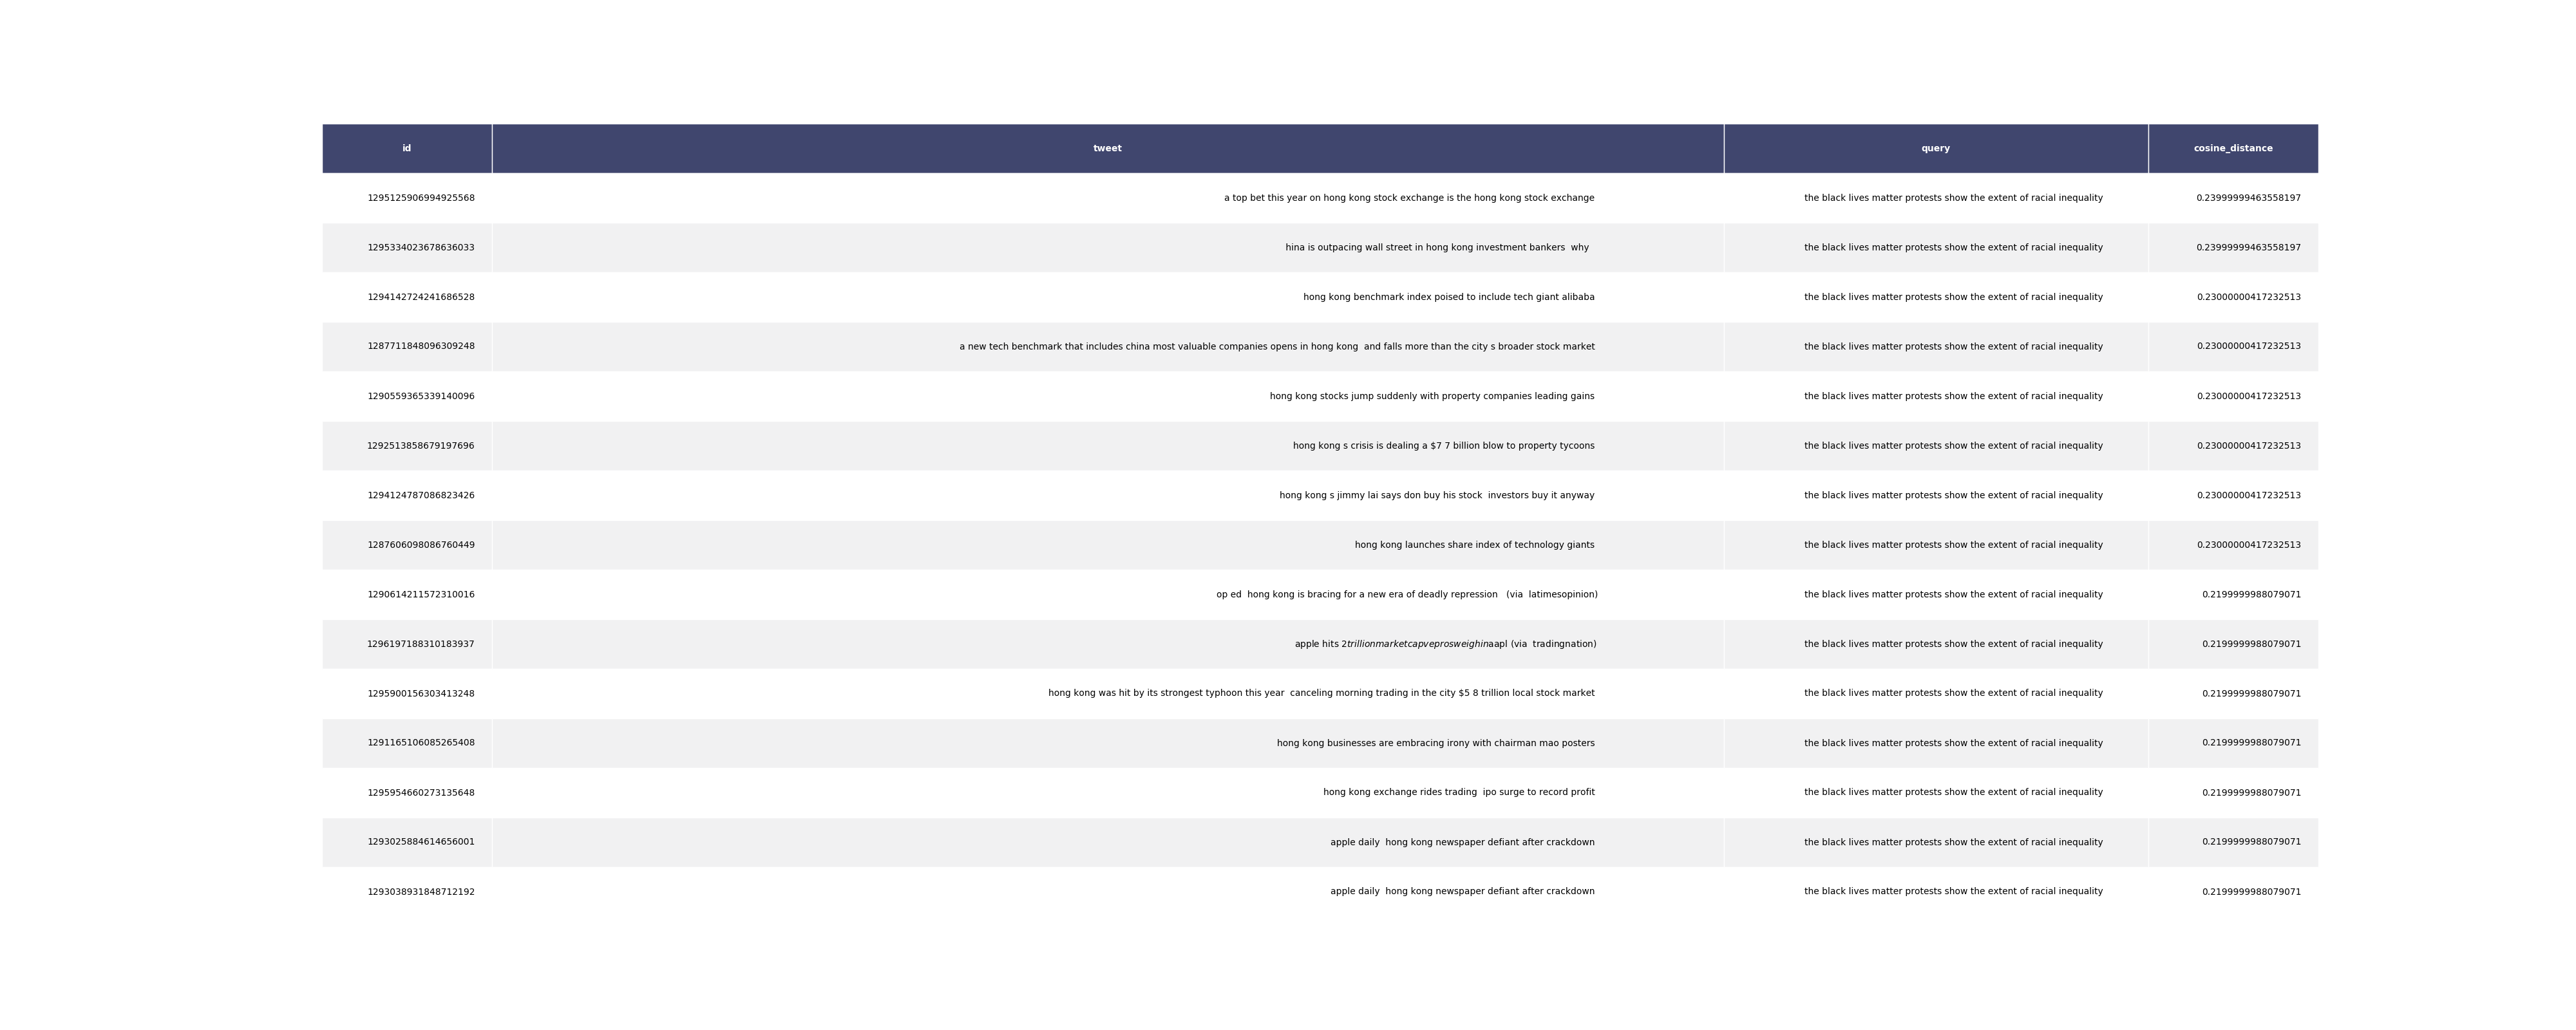 id tweet query cosine_distance
1295125906994925568 a top bet this year on hong kong stock exchange is the hong kong stock exchange the black lives matter protests show the extent of racial inequality 0.23999999463558197
1295334023678636033 hina is outpacing wall street in hong kong investment bankers  why the black lives matter protests show the extent of racial inequality 0.23999999463558197
1294142724241686528 hong kong benchmark index poised to include tech giant alibaba the black lives matter protests show the extent of racial inequality 0.23000000417232513
1287711848096309248 a new tech benchmark that includes china most valuable companies opens in hong kong  and falls more than the city s broader stock market the black lives matter protests show the extent of racial inequality 0.23000000417232513
1290559365339140096 hong kong stocks jump suddenly with property companies leading gains the black lives matter protests show the extent of racial inequality 0.23000000417232513
1292513858679197696 hong kong s crisis is dealing a $7 7 billion blow to property tycoons the black lives matter protests show the extent of racial inequality 0.23000000417232513
1294124787086823426 hong kong s jimmy lai says don buy his stock  investors buy it anyway the black lives matter protests show the extent of racial inequality 0.23000000417232513
1287606098086760449 hong kong launches share index of technology giants the black lives matter protests show the extent of racial inequality 0.23000000417232513
1290614211572310016 op ed  hong kong is bracing for a new era of deadly repression   (via  latimesopinion) the black lives matter protests show the extent of racial inequality 0.2199999988079071
1296197188310183937 apple hits 2trillionmarketcapveprosweighinaapl (via  tradingnation) the black lives matter protests show the extent of racial inequality 0.2199999988079071
1295900156303413248 hong kong was hit by its strongest typhoon this year  canceling morning trading in the city $5 8 trillion local stock market the black lives matter protests show the extent of racial inequality 0.2199999988079071
1291165106085265408 hong kong businesses are embracing irony with chairman mao posters the black lives matter protests show the extent of racial inequality 0.2199999988079071
1295954660273135648 hong kong exchange rides trading  ipo surge to record profit the black lives matter protests show the extent of racial inequality 0.2199999988079071
1293025884614656001 apple daily  hong kong newspaper defiant after crackdown the black lives matter protests show the extent of racial inequality 0.2199999988079071
1293038931848712192 apple daily  hong kong newspaper defiant after crackdown the black lives matter protests show the extent of racial inequality 0.2199999988079071